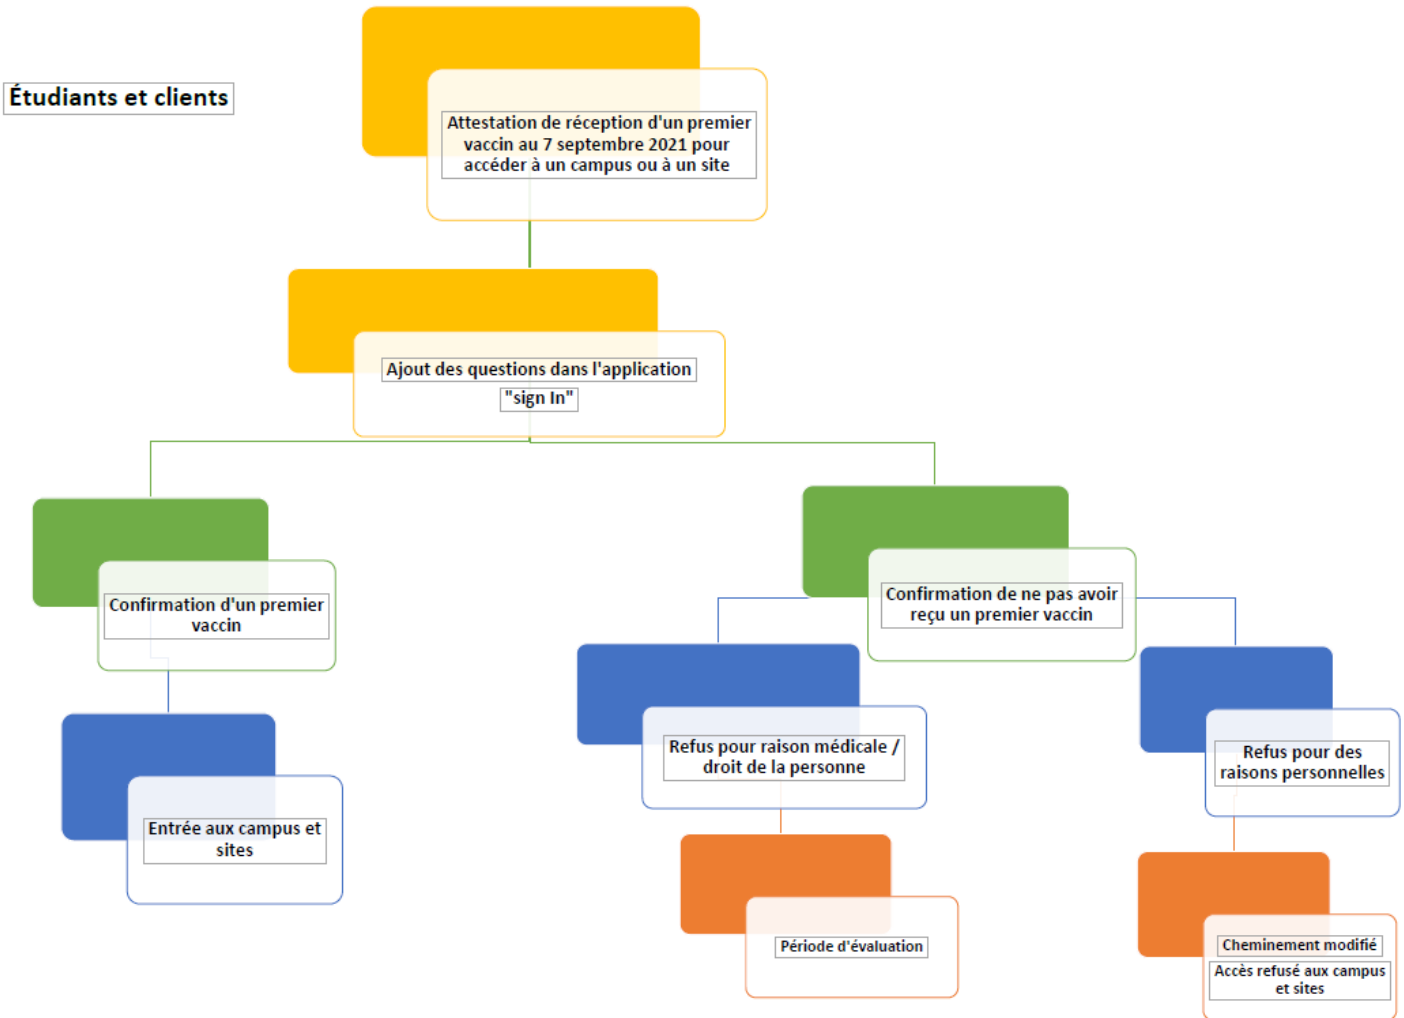 Étudiants et clients
Attestation de réception d'un premier
vaccin au 7 septembre 2021 pour
accéder à un campus ou à un site
Ajout des questions dans l'application
"sign In"
Confirmation d'un premier
vaccin
Confirmation de ne pas avoir
reçu un premier vaccin
Entrée aux campus et
sites
Refus pour raison médicale /
droit de la personne
Refus pour des
raisons personnelles
Période d'évaluation
Cheminement modifié
Accès refusé aux campus
et sites